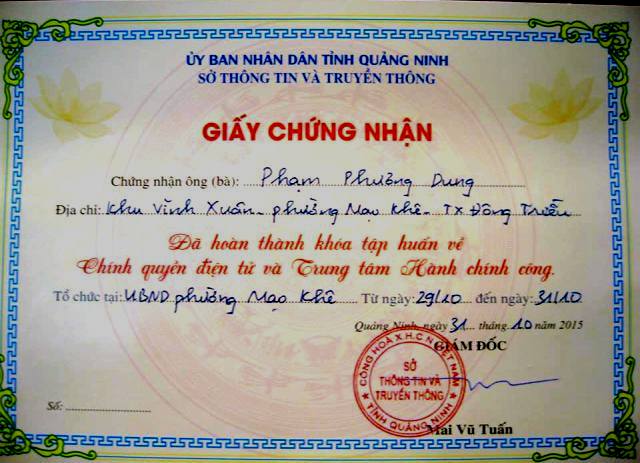 ỦY BAN NHÂN DÂN TỈNH QUẢNG NINH
SỞ THÔNG TIN VÀ TRUYỀN THÔNG
GIẤY CHỨNG NHẬN
Chứng nhận ông (bà): Phạm Phương Dung
Địa chỉ: Khu Vĩnh Xuân - phường Mạo Khê - TX Đông Triều
Đã hoàn thành khóa tập huấn về
Chính quyền điện tử và Trung tâm Hành chính công.
Tổ chức tại: UBND phường Mạo Khê Từ ngày: 29/10 đến ngày: 31/10
Quảng Ninh, ngày 31 tháng 10 năm 2015
GIÁM ĐỐC
CỘNG HOÀ X.H.C.N VIỆT NAM
SỞ
THÔNG TIN VÀ
TRUYỀN THÔNG
TỈNH QUẢNG NINH
Số:
Mai Vũ Tuấn